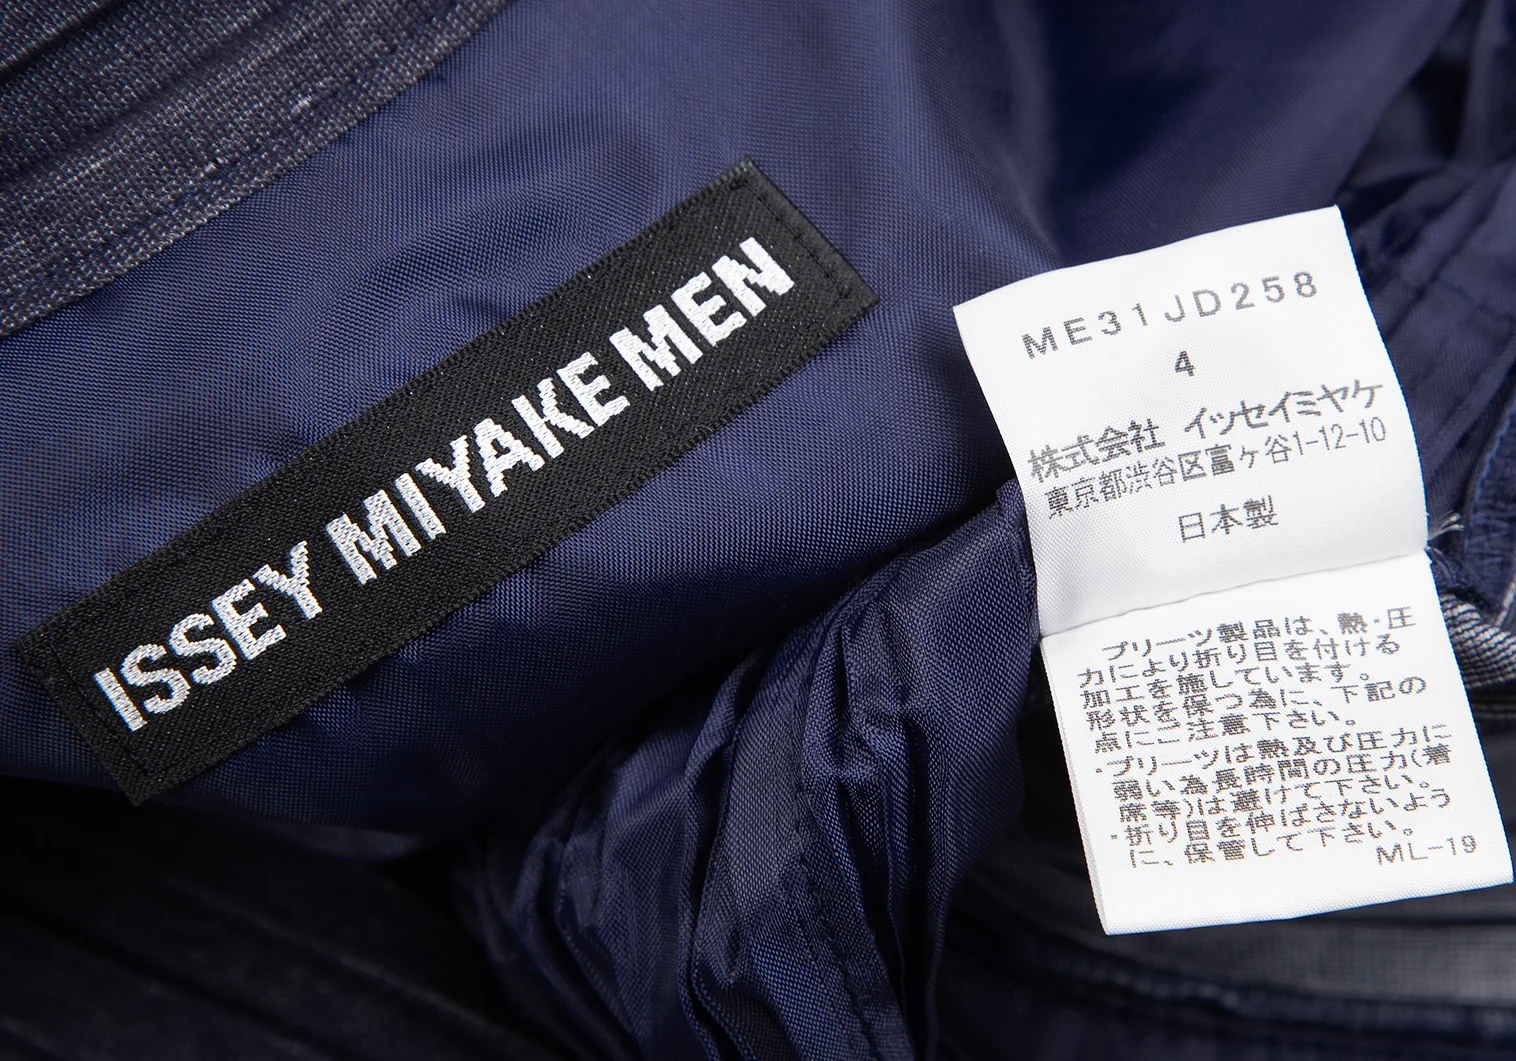 ISSEY MIYAKE MEN
ME31JD258
4
株式会社 イッセイミヤケ
東京都渋谷区富ヶ谷1-12-10
日本製
プリーツ製品は、熱・圧
力により折り目を付ける
加工を施しています。
形状を保つ為に、下記の
点にご注意下さい。
・プリーツは熱及び圧力に
弱い為長時間の圧力(着
席等)は避けて下さい。
・折り目を伸ばさないよう
に、保管して下さい。
ML-19